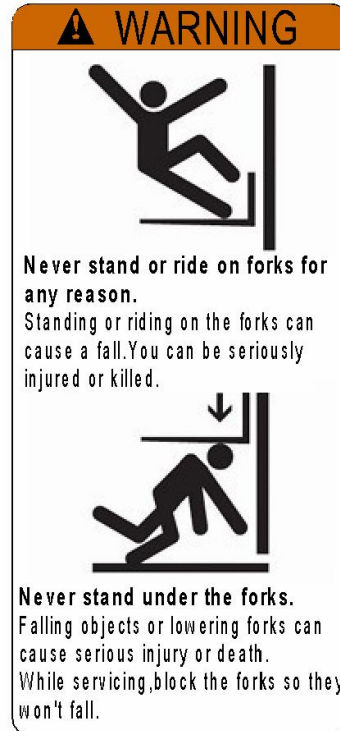 WARNING
Never stand or ride on forks for
any reason.
Standing or riding on the forks can
cause a fall.You can be seriously
injured or killed.
Never stand under the forks.
Falling objects or lowering forks can
cause serious injury or death.
While servicing,block the forks so they
won't fall.